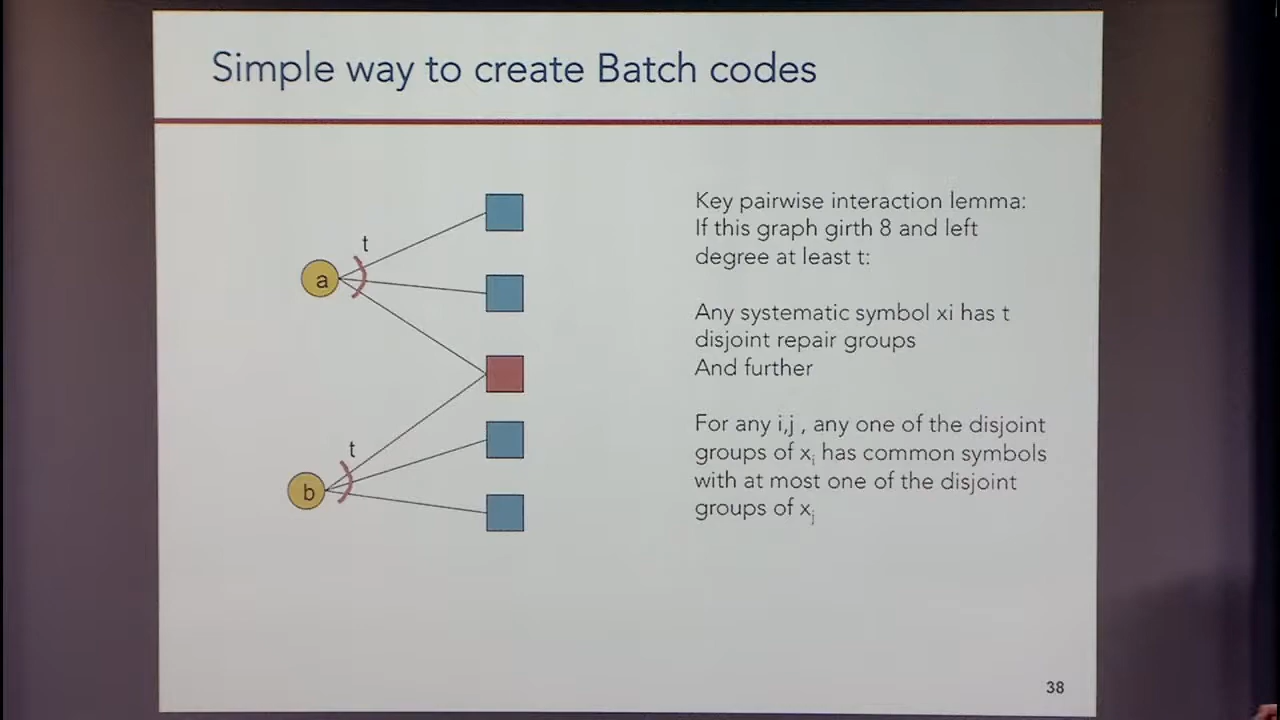 Simple way to create Batch codes
t
a
t
b
Key pairwise interaction lemma:
If this graph girth 8 and left
degree at least t:
Any systematic symbol xi has t
disjoint repair groups
And further
For any i,j , any one of the disjoint
groups of xi has common symbols
with at most one of the disjoint
groups of xj
38